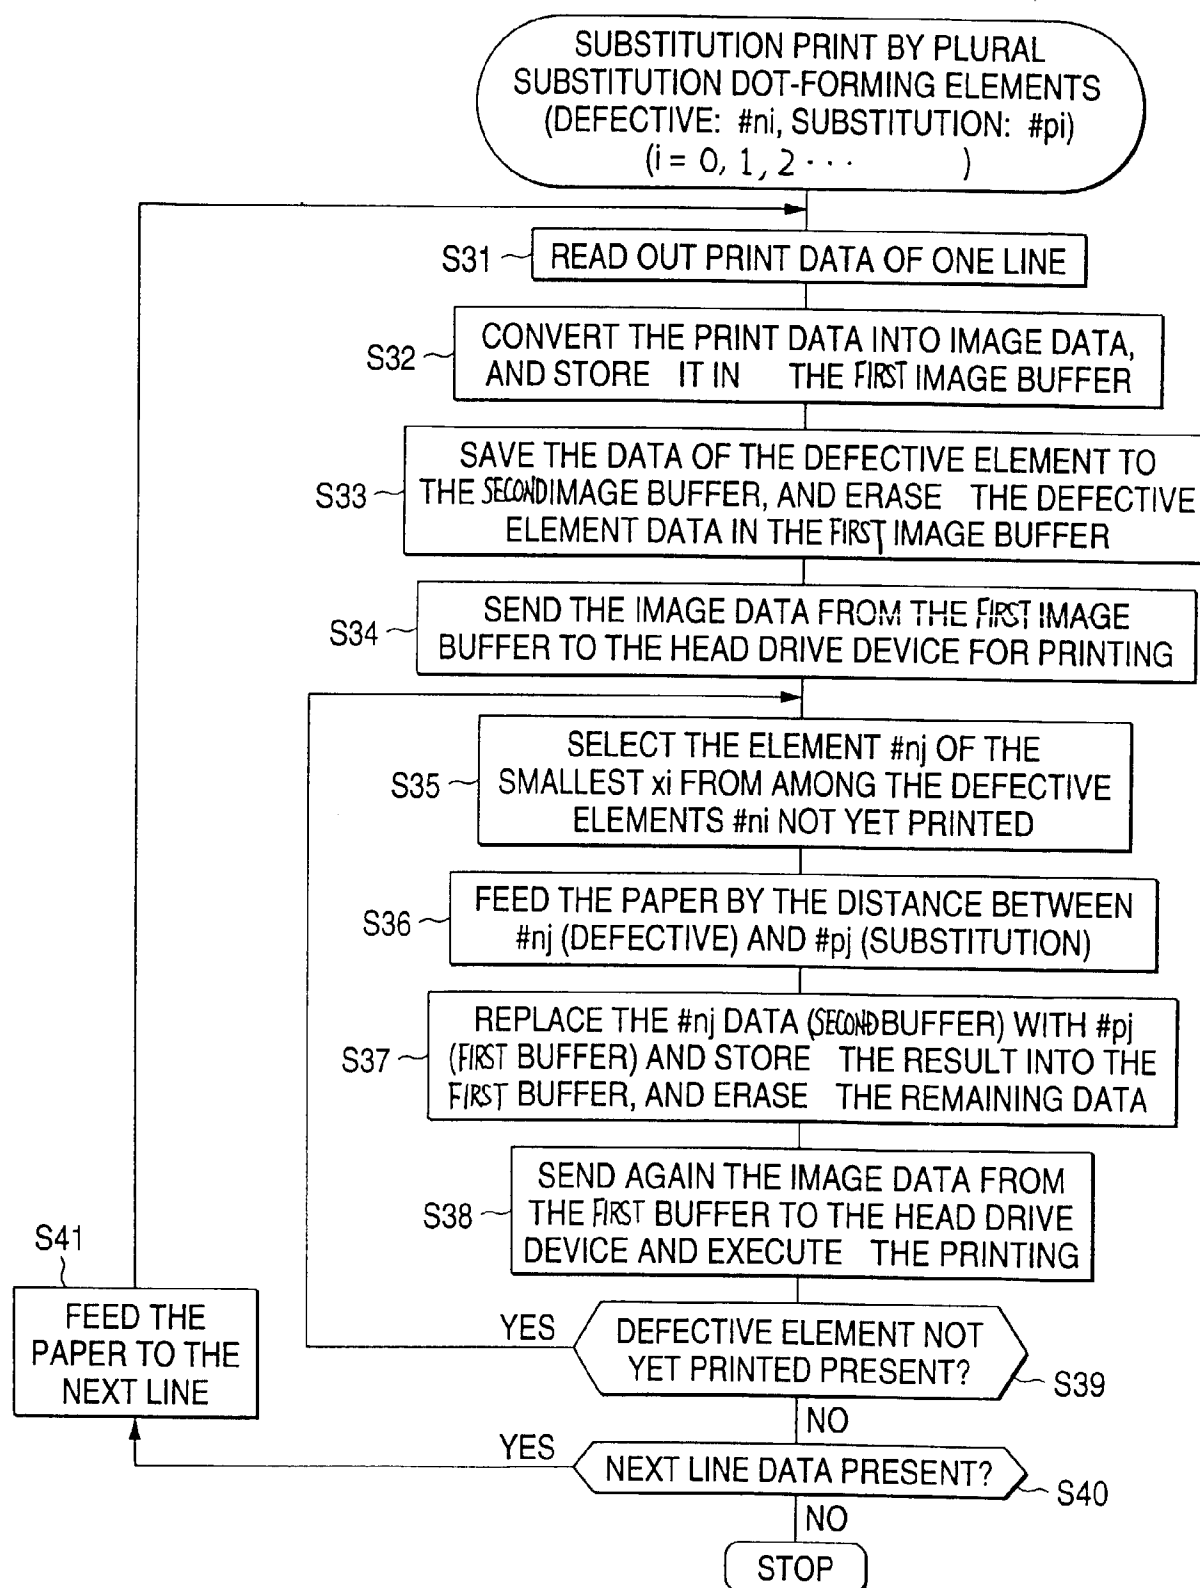 SUBSTITUTION PRINT BY PLURAL
SUBSTITUTION DOT-FORMING ELEMENTS
(DEFECTIVE: #ni, SUBSTITUTION: #pi)
(i = 0, 1, 2 · · · )
S31
READ OUT PRINT DATA OF ONE LINE
S32
CONVERT THE PRINT DATA INTO IMAGE DATA,
AND STORE IT IN THE FIRST IMAGE BUFFER
S33
SAVE THE DATA OF THE DEFECTIVE ELEMENT TO
THE SECOND IMAGE BUFFER, AND ERASE THE DEFECTIVE
ELEMENT DATA IN THE FIRST IMAGE BUFFER
S34
SEND THE IMAGE DATA FROM THE FIRST IMAGE
BUFFER TO THE HEAD DRIVE DEVICE FOR PRINTING
S35
SELECT THE ELEMENT #nj OF THE
SMALLEST xi FROM AMONG THE DEFECTIVE
ELEMENTS #ni NOT YET PRINTED
S36
FEED THE PAPER BY THE DISTANCE BETWEEN
#nj (DEFECTIVE) AND #pj (SUBSTITUTION)
S37
REPLACE THE #nj DATA (SECOND BUFFER) WITH #pj
(FIRST BUFFER) AND STORE THE RESULT INTO THE
FIRST BUFFER, AND ERASE THE REMAINING DATA
S38
SEND AGAIN THE IMAGE DATA FROM
THE FIRST BUFFER TO THE HEAD DRIVE
DEVICE AND EXECUTE THE PRINTING
S41
FEED THE
PAPER TO THE
NEXT LINE
YES
DEFECTIVE ELEMENT NOT
YET PRINTED PRESENT?
S39
NO
YES
NEXT LINE DATA PRESENT?
S40
NO
STOP